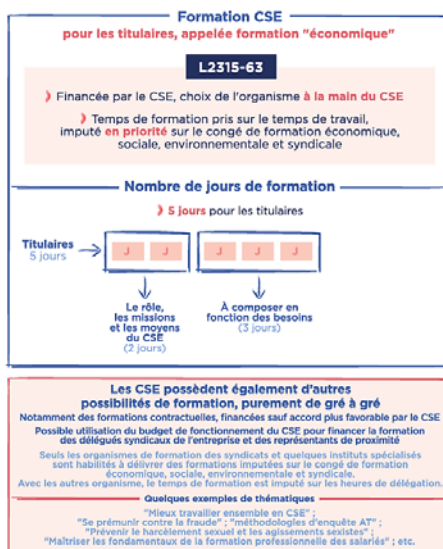 Formation CSE
pour les titulaires, appelée formation "économique"
L2315-63
Financée par le CSE, choix de l'organisme à la main du CSE
Temps de formation pris sur le temps de travail,
imputé en priorité sur le congé de formation économique,
sociale, environnementale et syndicale
Nombre de jours de formation
5 jours pour les titulaires
Titulaires
5 jours
J J J J J
Le rôle,
les missions
et les moyens
du CSE
(2 jours)
À composer en
fonction des besoins
(3 jours)
Les CSE possèdent également d'autres
possibilités de formation, purement de gré à gré
Notamment des formations contractuelles, financées sauf accord plus favorable par le CSE
Possible utilisation du budget de fonctionnement du CSE pour financer la formation
des délégués syndicaux de l'entreprise et des représentants de proximité
Seuls les organismes de formation des syndicats et quelques instituts spécialisés
sont habilités à délivrer des formations imputées sur le congé de formation
économique, sociale, environnementale et syndicale.
Avec les autres organisme, le temps de formation est imputé sur les heures de délégation.
Quelques exemples de thématiques
"Mieux travailler ensemble en CSE" ;
"Se prémunir contre la fraude" ; "méthodologies d'enquête AT" ;
"Prévenir le harcèlement sexuel et les agissements sexistes" ;
"Maîtriser les fondamentaux de la formation professionnelle des salariés" ; etc.